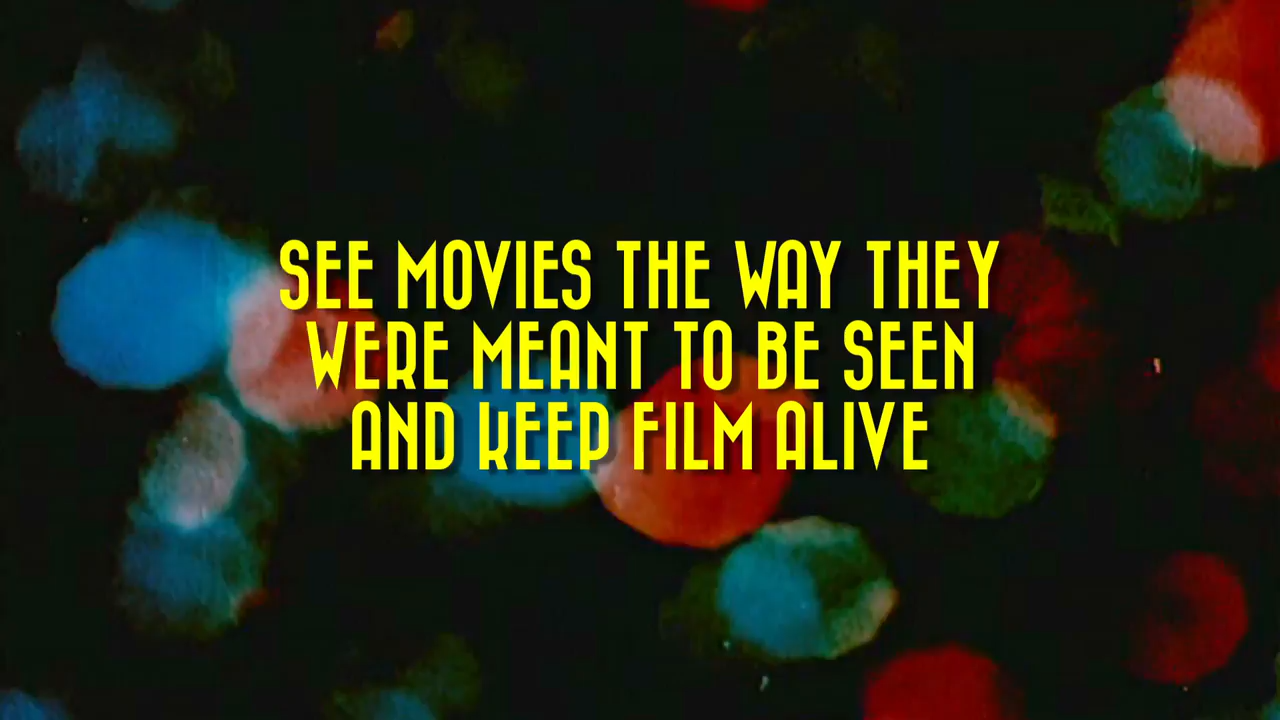 SEE MOVIES THE WAY THEY
WERE MEANT TO BE SEEN
AND KEEP FILM ALIVE